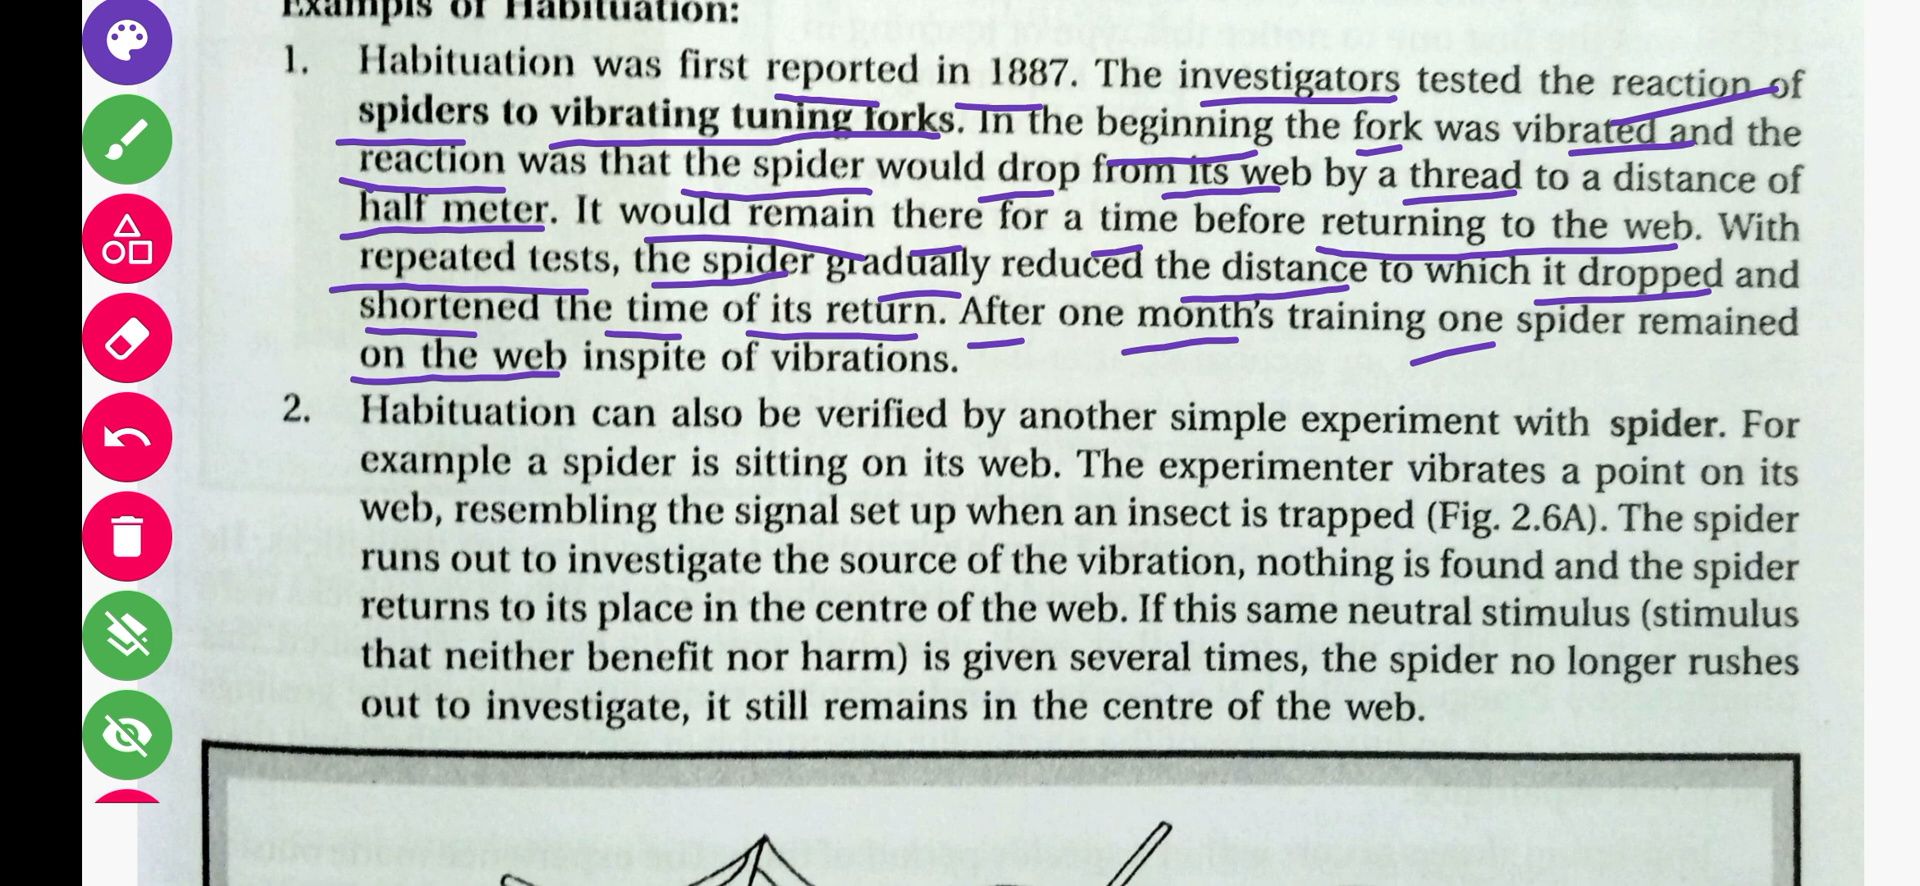 Exampls of Habituation:
1. Habituation was first reported in 1887. The investigators tested the reaction of
spiders to vibrating tuning forks. In the beginning the fork was vibrated and the
reaction was that the spider would drop from its web by a thread to a distance of
half meter. It would remain there for a time before returning to the web. With
repeated tests, the spider gradually reduced the distance to which it dropped and
shortened the time of its return. After one month's training one spider remained
on the web inspite of vibrations.
2. Habituation can also be verified by another simple experiment with spider. For
example a spider is sitting on its web. The experimenter vibrates a point on its
web, resembling the signal set up when an insect is trapped (Fig. 2.6A). The spider
runs out to investigate the source of the vibration, nothing is found and the spider
returns to its place in the centre of the web. If this same neutral stimulus (stimulus
that neither benefit nor harm) is given several times, the spider no longer rushes
out to investigate, it still remains in the centre of the web.